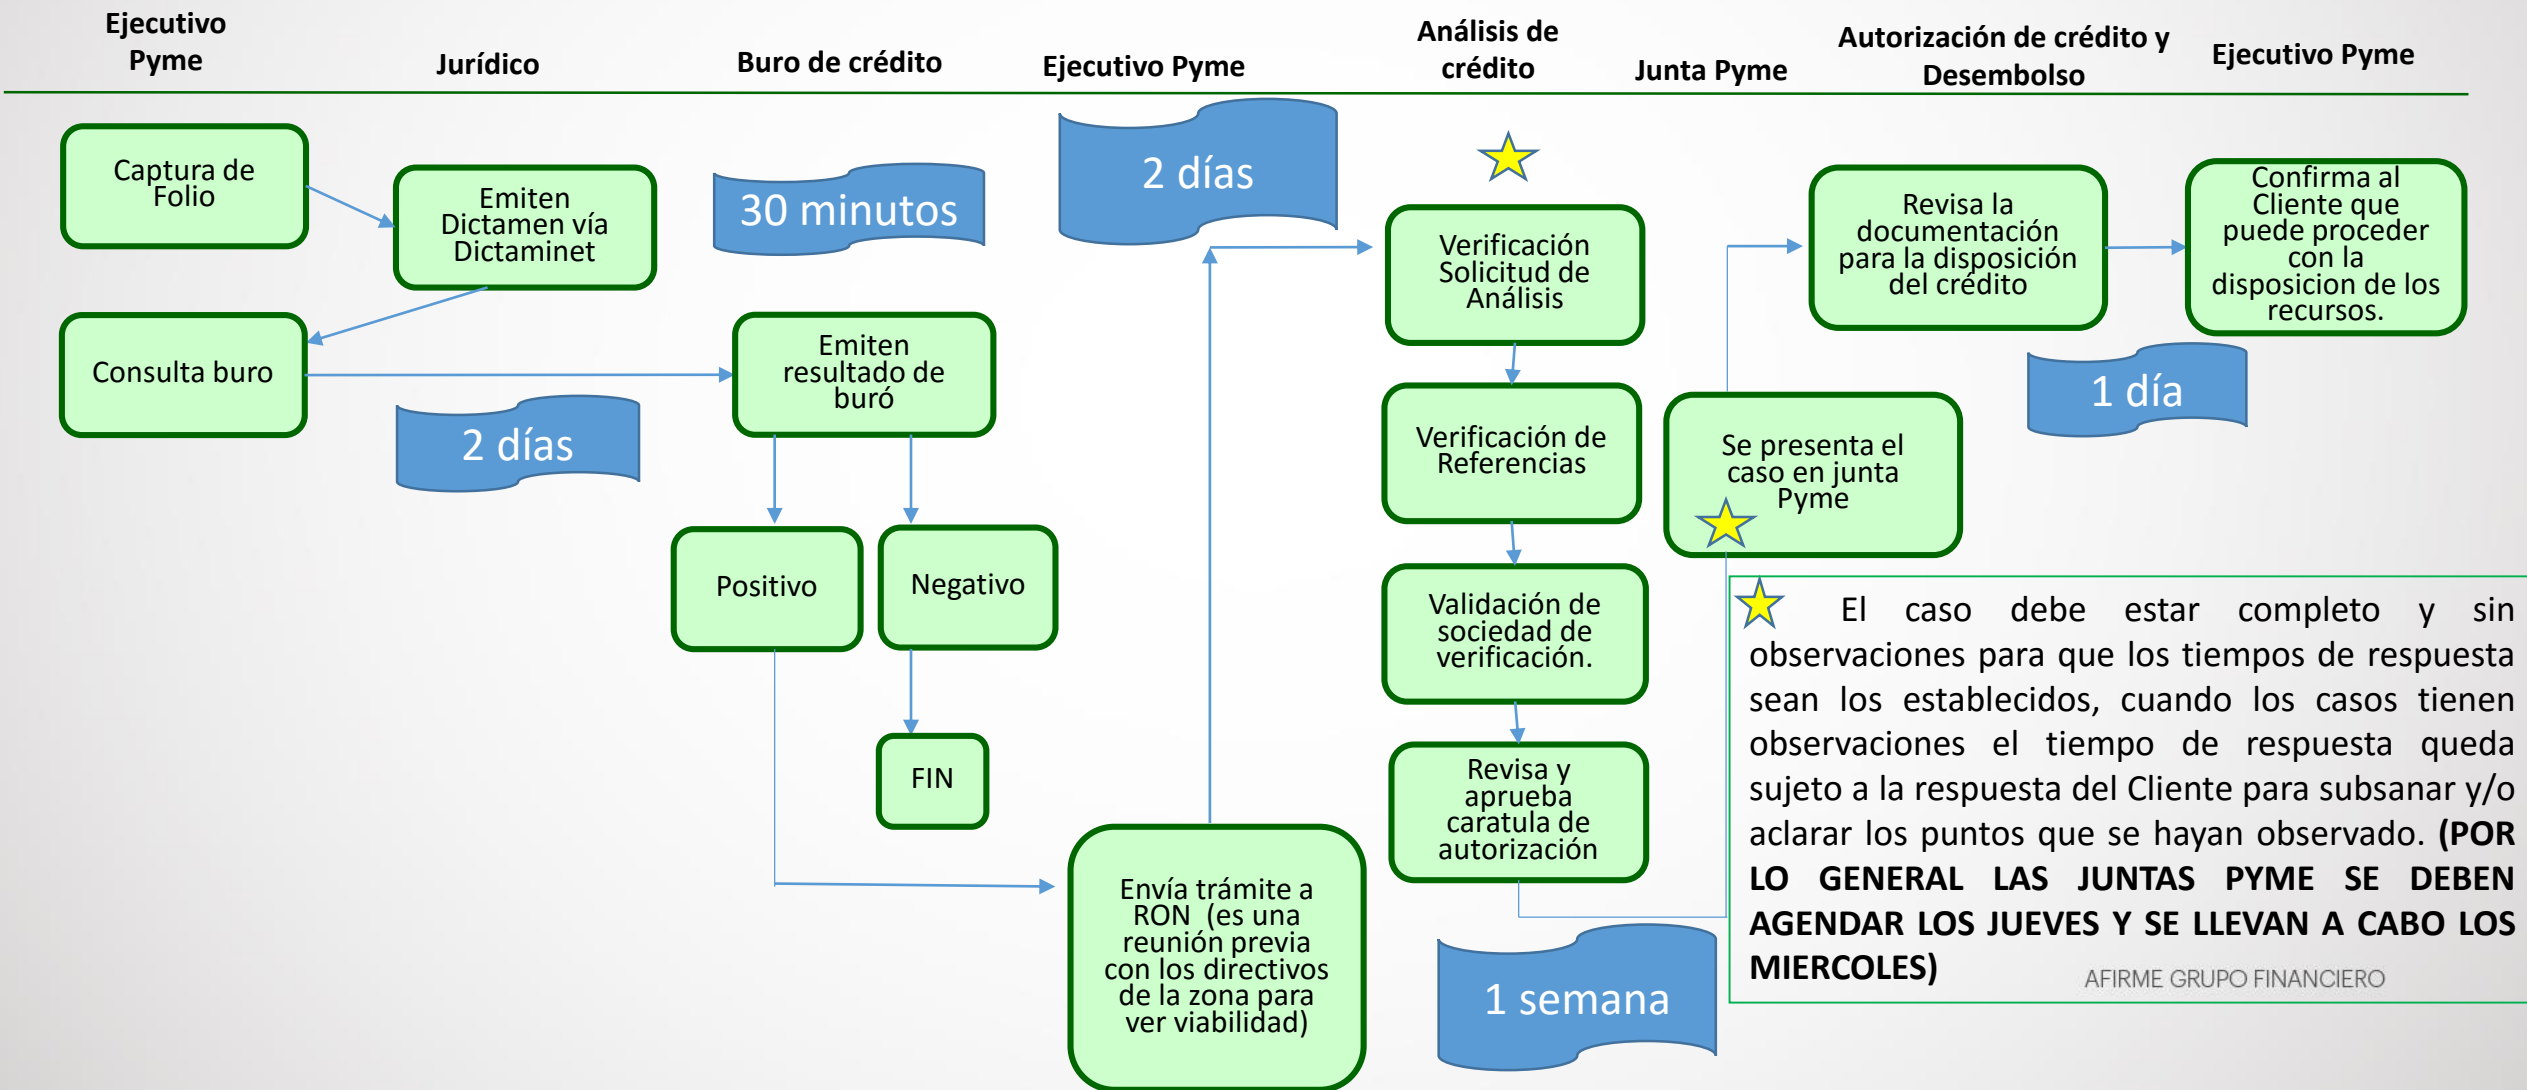 Ejecutivo
Pyme
Jurídico
Buro de crédito
Ejecutivo Pyme
Análisis de
crédito
Junta Pyme
Autorización de crédito y
Desembolso
Ejecutivo Pyme
Captura de
Folio
Emiten
Dictamen vía
Dictaminet
Consulta buro
2 días
30 minutos
Emiten
resultado de
buró
Positivo
Negativo
FIN
2 días
Envía trámite a
RON (es una
reunión previa
con los directivos
de la zona para
ver viabilidad)
Verificación
Solicitud de
Análisis
Verificación de
Referencias
Validación de
sociedad de
verificación.
Revisa y
aprueba
caratula de
autorización
1 semana
Se presenta el
caso en junta
Pyme
Revisa la
documentación
para la disposición
del crédito
Confirma al
Cliente que
puede proceder
con la
disposicion de los
recursos.
1 día
El caso debe estar completo y sin
observaciones para que los tiempos de respuesta
sean los establecidos, cuando los casos tienen
observaciones el tiempo de respuesta queda
sujeto a la respuesta del Cliente para subsanar y/o
aclarar los puntos que se hayan observado. (POR
LO GENERAL LAS JUNTAS PYME SE DEBEN
AGENDAR LOS JUEVES Y SE LLEVAN A CABO LOS
MIERCOLES)
AFIRME GRUPO FINANCIERO